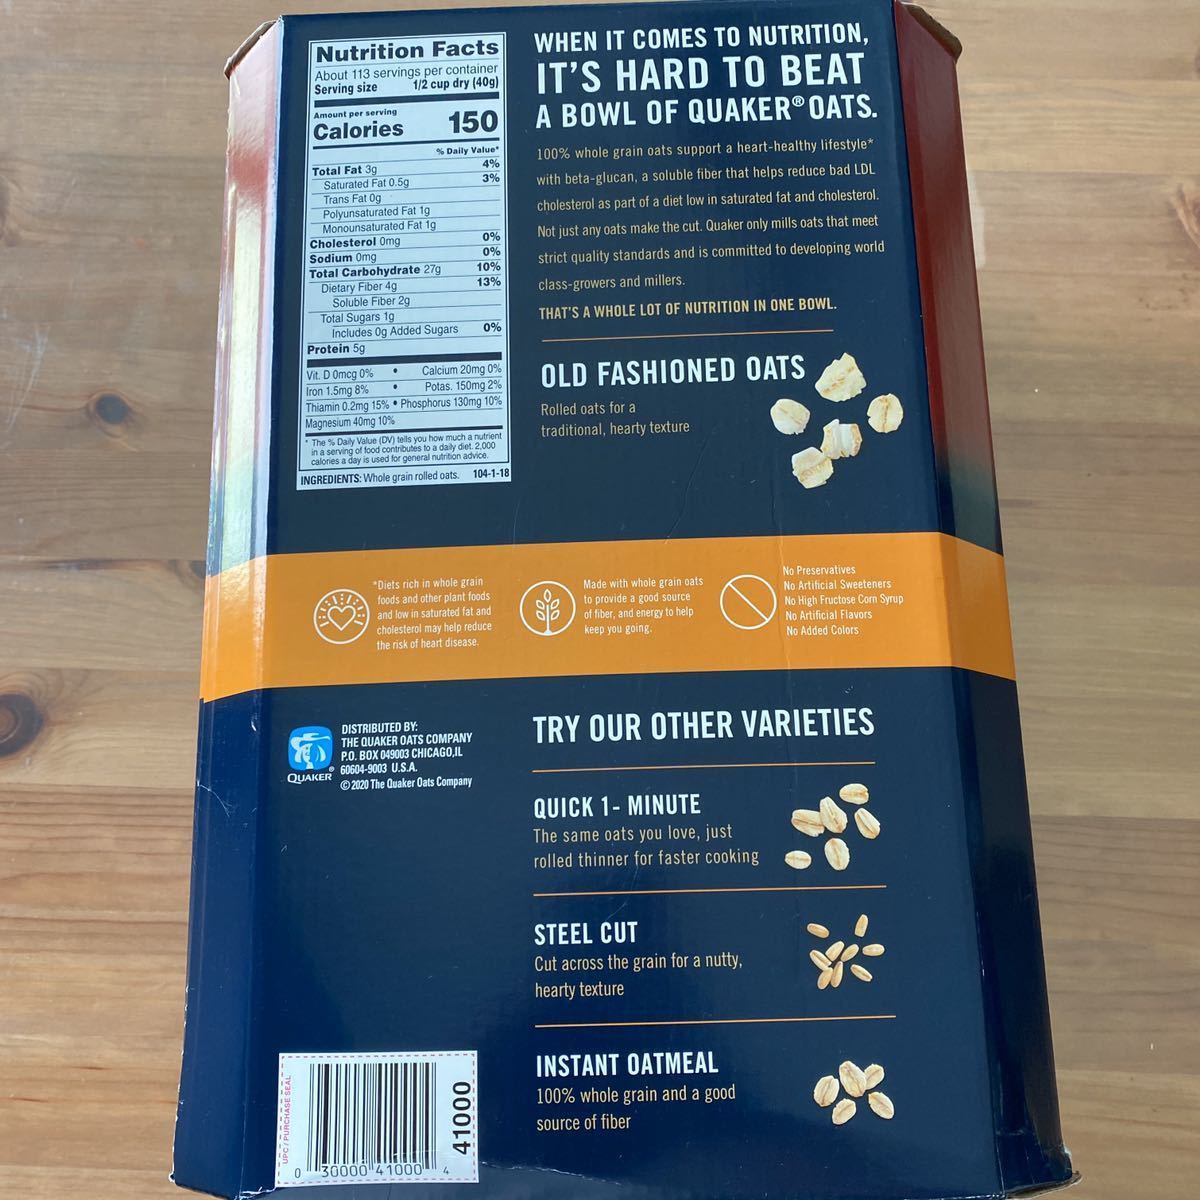 Nutrition Facts
About 113 servings per container
Serving size 1/2 cup dry (40g)
Amount per serving
Calories 150
% Daily Value*
Total Fat 3g 4%
Saturated Fat 0.5g 3%
Trans Fat 0g
Polyunsaturated Fat 1g
Monounsaturated Fat 1g
Cholesterol 0mg 0%
Sodium 0mg 0%
Total Carbohydrate 27g 10%
Dietary Fiber 4g 13%
Soluble Fiber 2g
Total Sugars 1g
Includes 0g Added Sugars 0%
Protein 5g
Vit. D 0mcg 0% • Calcium 20mg 0%
Iron 1.5mg 8% • Potas. 150mg 2%
Thiamin 0.2mg 15% • Phosphorus 130mg 10%
Magnesium 40mg 10%
* The % Daily Value (DV) tells you how much a nutrient
in a serving of food contributes to a daily diet. 2,000
calories a day is used for general nutrition advice.
INGREDIENTS: Whole grain rolled oats. 104-1-18
WHEN IT COMES TO NUTRITION,
IT'S HARD TO BEAT
A BOWL OF QUAKER® OATS.
100% whole grain oats support a heart-healthy lifestyle*
with beta-glucan, a soluble fiber that helps reduce bad LDL
cholesterol as part of a diet low in saturated fat and cholesterol.
Not just any oats make the cut. Quaker only mills oats that meet
strict quality standards and is committed to developing world
class-growers and millers.
THAT'S A WHOLE LOT OF NUTRITION IN ONE BOWL.
OLD FASHIONED OATS
Rolled oats for a
traditional, hearty texture
*Diets rich in whole grain
foods and other plant foods
and low in saturated fat and
cholesterol may help reduce
the risk of heart disease.
Made with whole grain oats
to provide a good source
of fiber, and energy to help
keep you going.
No Preservatives
No Artificial Sweeteners
No High Fructose Corn Syrup
No Artificial Flavors
No Added Colors
QUAKER®
DISTRIBUTED BY:
THE QUAKER OATS COMPANY
P.O. BOX 049003 CHICAGO,IL
60604-9003 U.S.A.
© 2020 The Quaker Oats Company
TRY OUR OTHER VARIETIES
QUICK 1- MINUTE
The same oats you love, just
rolled thinner for faster cooking
STEEL CUT
Cut across the grain for a nutty,
hearty texture
INSTANT OATMEAL
100% whole grain and a good
source of fiber
UPC / PURCHASE SEAL
0 30000 41000 4
41000